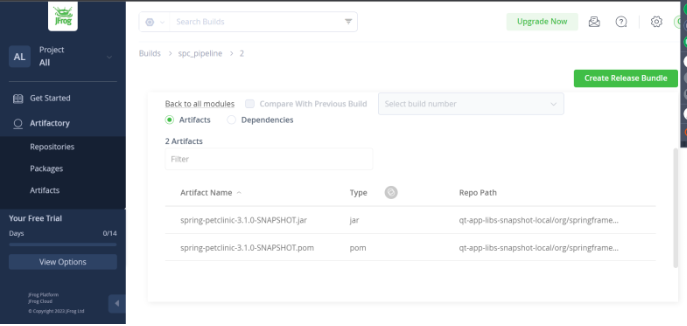 JFrog
Search Builds
Upgrade Now
AL
Project
All
Builds > spc_pipeline > 2
Create Release Bundle
Get Started
Back to all modules
Compare With Previous Build
Select build number
Artifactory
Artifacts
Dependencies
Repositories
2 Artifacts
Packages
Filter
Artifacts
Artifact Name
Type
Repo Path
Your Free Trial
Days
0/14
spring-petclinic-3.1.0-SNAPSHOT.jar
jar
qt-app-libs-snapshot-local/org/springframe...
spring-petclinic-3.1.0-SNAPSHOT.pom
pom
qt-app-libs-snapshot-local/org/springframe...
View Options
JFrog Platform
JFrog Cloud
© Copyright 2023 JFrog Ltd